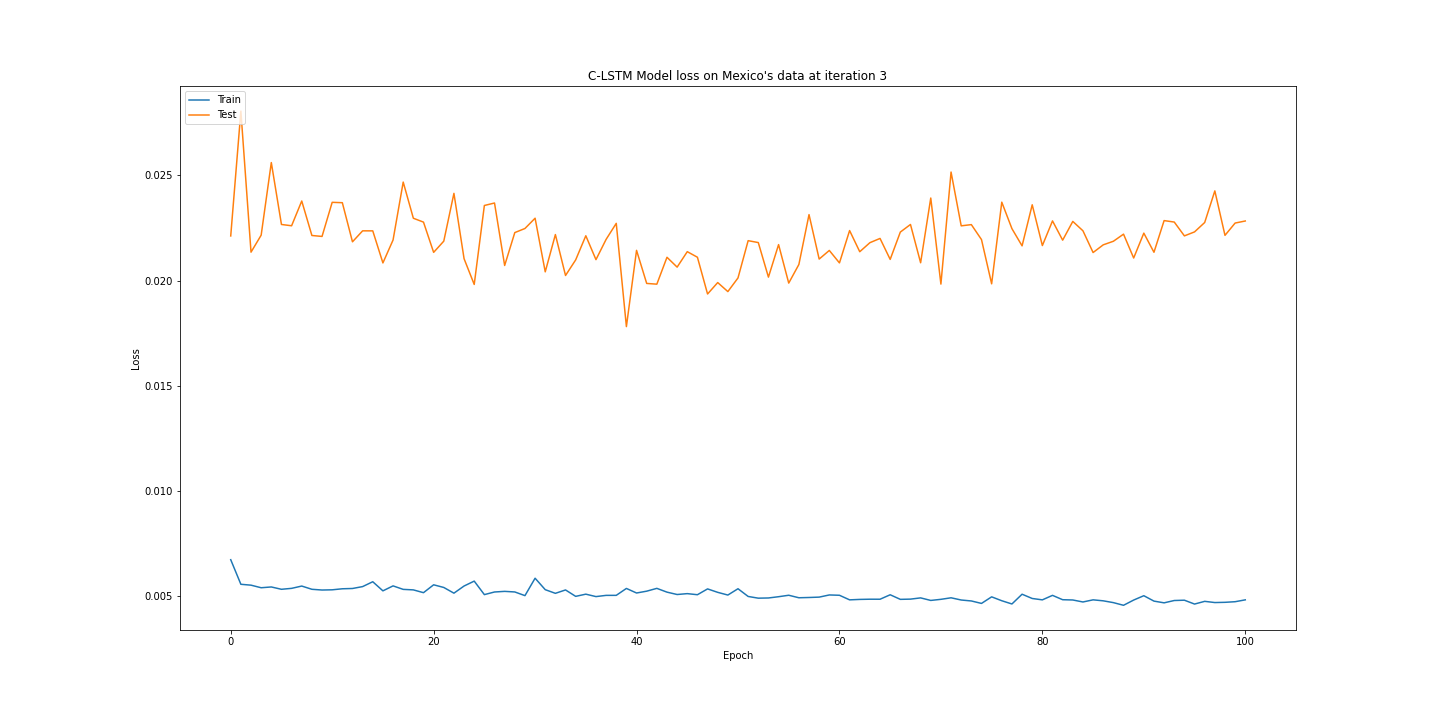 C-LSTM Model loss on Mexico's data at iteration 3
Train
Test
0.025
0.020
0.015
0.010
0.005
Loss
0 20 40 60 80 100
Epoch